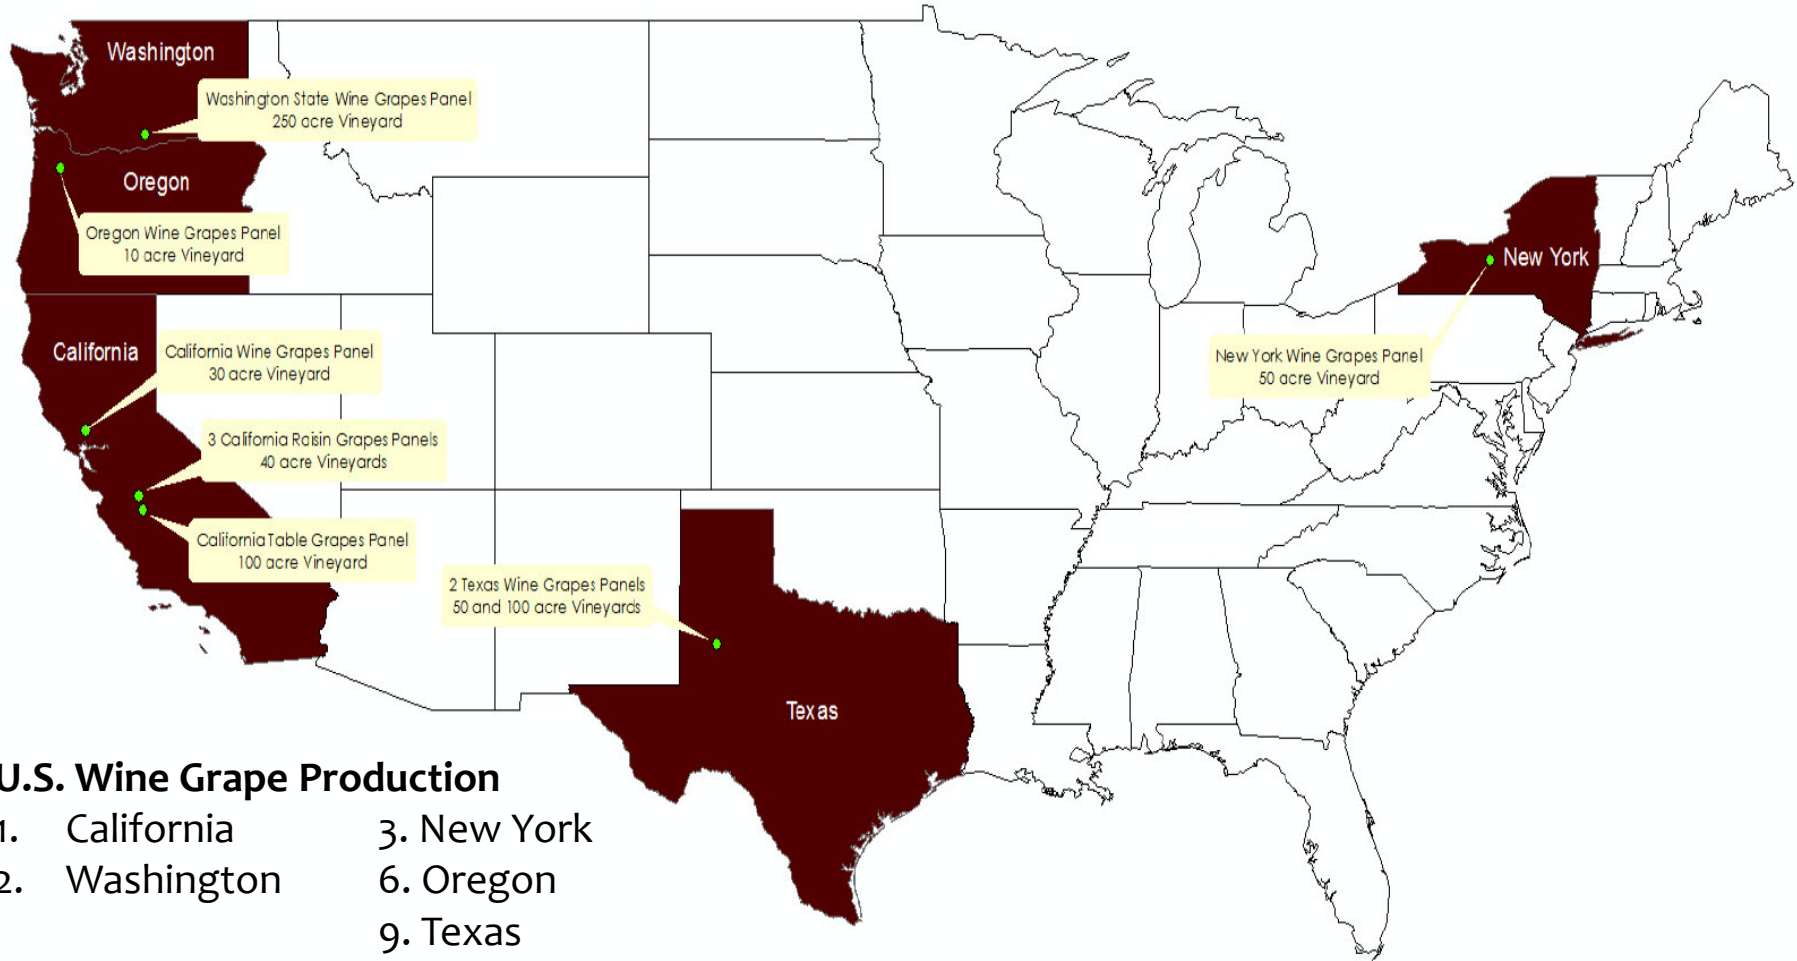 Washington
Washington State Wine Grapes Panel
250 acre Vineyard
Oregon
Oregon Wine Grapes Panel
10 acre Vineyard
New York
New York Wine Grapes Panel
50 acre Vineyard
California
California Wine Grapes Panel
30 acre Vineyard
3 California Raisin Grapes Panels
40 acre Vineyards
California Table Grapes Panel
100 acre Vineyard
2 Texas Wine Grapes Panels
50 and 100 acre Vineyards
Texas
U.S. Wine Grape Production
1. California
2. Washington
3. New York
6. Oregon
9. Texas